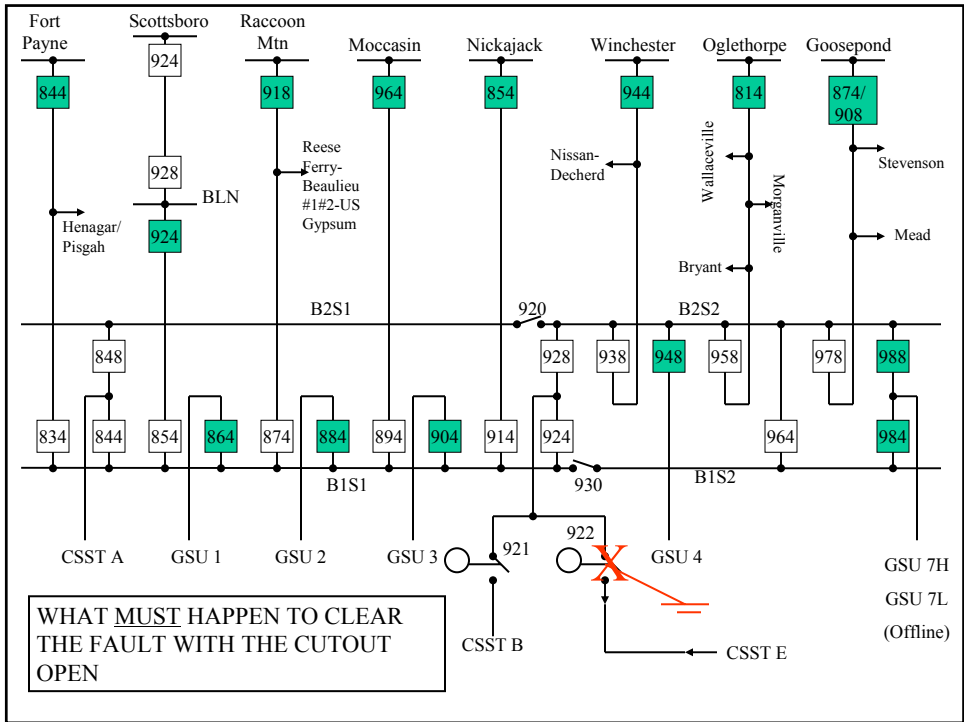 Fort
Payne
Scottsboro
Raccoon
Mtn
Moccasin
Nickajack
Winchester
Oglethorpe
Goosepond
844
924
918
964
854
944
814
874/
908
928
BLN
924
Reese
Ferry-
Beaulieu
#1#2-US
Gypsum
Henagar/
Pisgah
Nissan-
Decherd
Wallaceville
Morganville
Bryant
Stevenson
Mead
B2S1
920
B2S2
848
928
938
948
958
978
988
834
844
854
864
874
884
894
904
914
924
964
984
B1S1
930
B1S2
CSST A
GSU 1
GSU 2
GSU 3
921
922
GSU 4
GSU 7H
GSU 7L
(Offline)
X
CSST B
CSST E
WHAT MUST HAPPEN TO CLEAR
THE FAULT WITH THE CUTOUT
OPEN